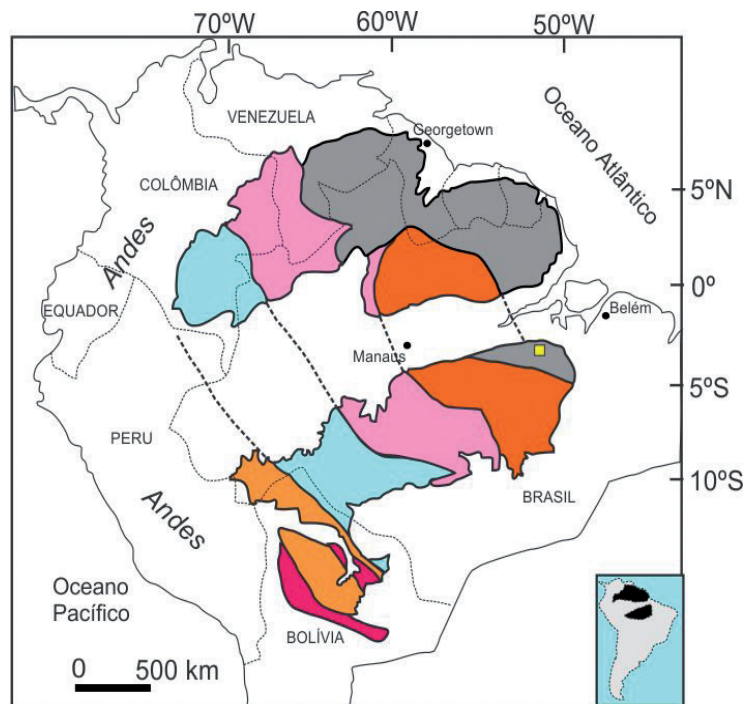 70ºW
60ºW
50ºW
VENEZUELA
Georgetown
Oceano Atlântico
COLÔMBIA
5ºN
Andes
EQUADOR
0º
Belém
Manaus
5ºS
PERU
10ºS
BRASIL
Andes
Oceano
Pacífico
BOLÍVIA
0
500 km